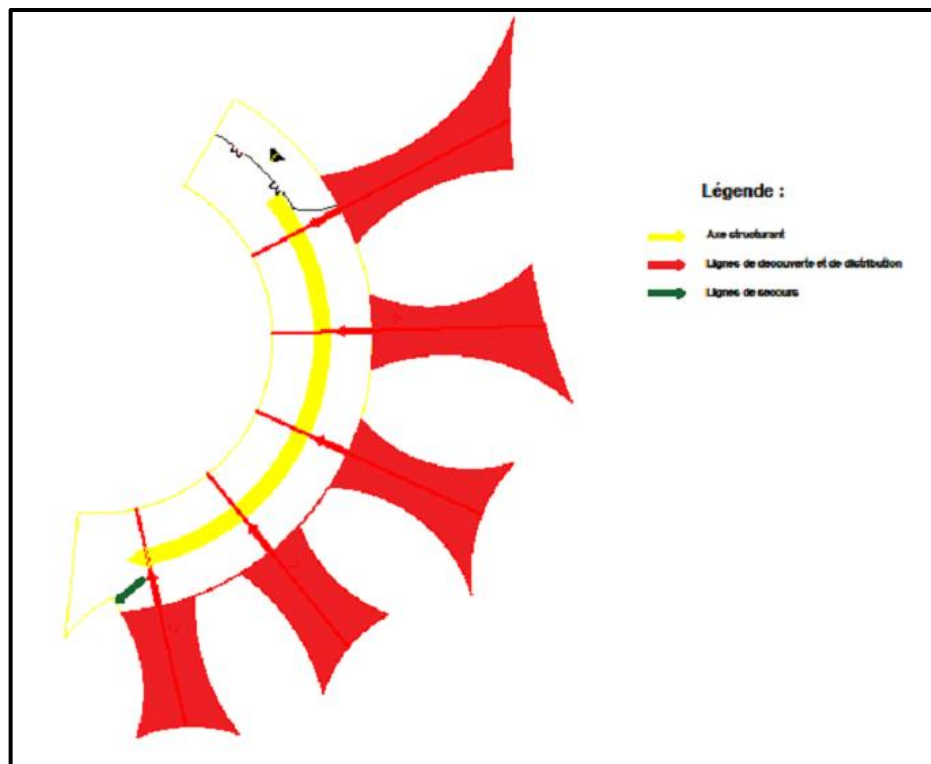 Légende :
Axe structurant
Lignes de decouverte et de distribution
Lignes de secours